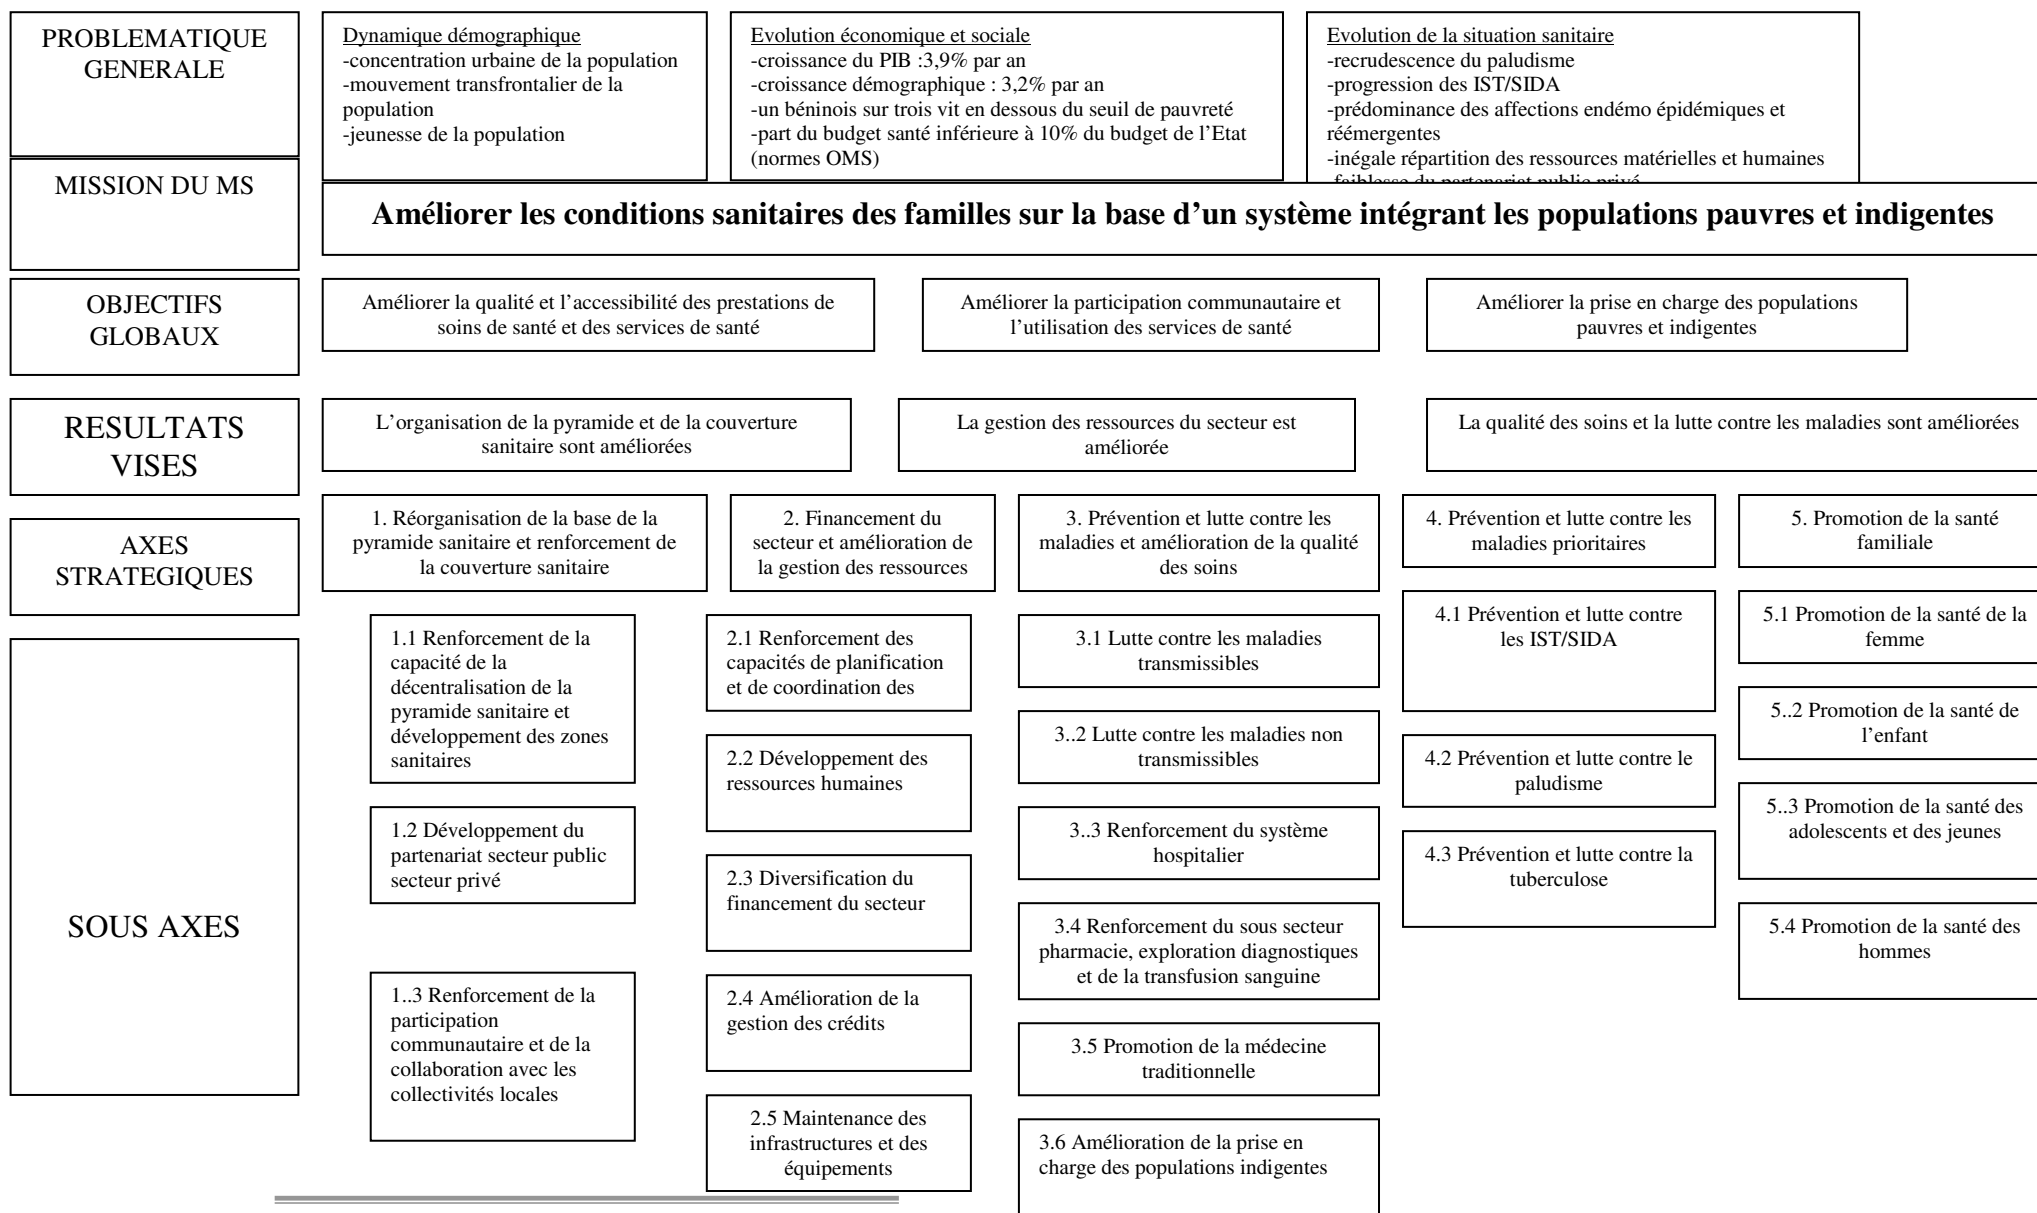 PROBLEMATIQUE
GENERALE
Dynamique démographique
-concentration urbaine de la population
-mouvement transfrontalier de la
population
-jeunesse de la population
Evolution économique et sociale
-croissance du PIB :3,9% par an
-croissance démographique : 3,2% par an
-un béninois sur trois vit en dessous du seuil de pauvreté
-part du budget santé inférieure à 10% du budget de l’Etat
(normes OMS)
Evolution de la situation sanitaire
-recrudescence du paludisme
-progression des IST/SIDA
-prédominance des affections endémo épidémiques et
réémergentes
-inégale répartition des ressources matérielles et humaines
-faiblesse du partenariat public privé
MISSION DU MS
Améliorer les conditions sanitaires des familles sur la base d’un système intégrant les populations pauvres et indigentes
OBJECTIFS
GLOBAUX
Améliorer la qualité et l’accessibilité des prestations de
soins de santé et des services de santé
Améliorer la participation communautaire et
l’utilisation des services de santé
Améliorer la prise en charge des populations
pauvres et indigentes
RESULTATS
VISES
L’organisation de la pyramide et de la couverture
sanitaire sont améliorées
La gestion des ressources du secteur est
améliorée
La qualité des soins et la lutte contre les maladies sont améliorées
AXES
STRATEGIQUES
1. Réorganisation de la base de la
pyramide sanitaire et renforcement de
la couverture sanitaire
2. Financement du
secteur et amélioration de
la gestion des ressources
3. Prévention et lutte contre les
maladies et amélioration de la qualité
des soins
4. Prévention et lutte contre les
maladies prioritaires
5. Promotion de la santé
familiale
SOUS AXES
1.1 Renforcement de la
capacité de la
décentralisation de la
pyramide sanitaire et
développement des zones
sanitaires
1.2 Développement du
partenariat secteur public
secteur privé
1..3 Renforcement de la
participation
communautaire et de la
collaboration avec les
collectivités locales
2.1 Renforcement des
capacités de planification
et de coordination des
2.2 Développement des
ressources humaines
2.3 Diversification du
financement du secteur
2.4 Amélioration de la
gestion des crédits
2.5 Maintenance des
infrastructures et des
équipements
3.1 Lutte contre les maladies
transmissibles
3..2 Lutte contre les maladies non
transmissibles
3..3 Renforcement du système
hospitalier
3.4 Renforcement du sous secteur
pharmacie, exploration diagnostiques
et de la transfusion sanguine
3.5 Promotion de la médecine
traditionnelle
3.6 Amélioration de la prise en
charge des populations indigentes
4.1 Prévention et lutte contre
les IST/SIDA
4.2 Prévention et lutte contre le
paludisme
4.3 Prévention et lutte contre la
tuberculose
5.1 Promotion de la santé de la
femme
5..2 Promotion de la santé de
l’enfant
5..3 Promotion de la santé des
adolescents et des jeunes
5.4 Promotion de la santé des
hommes